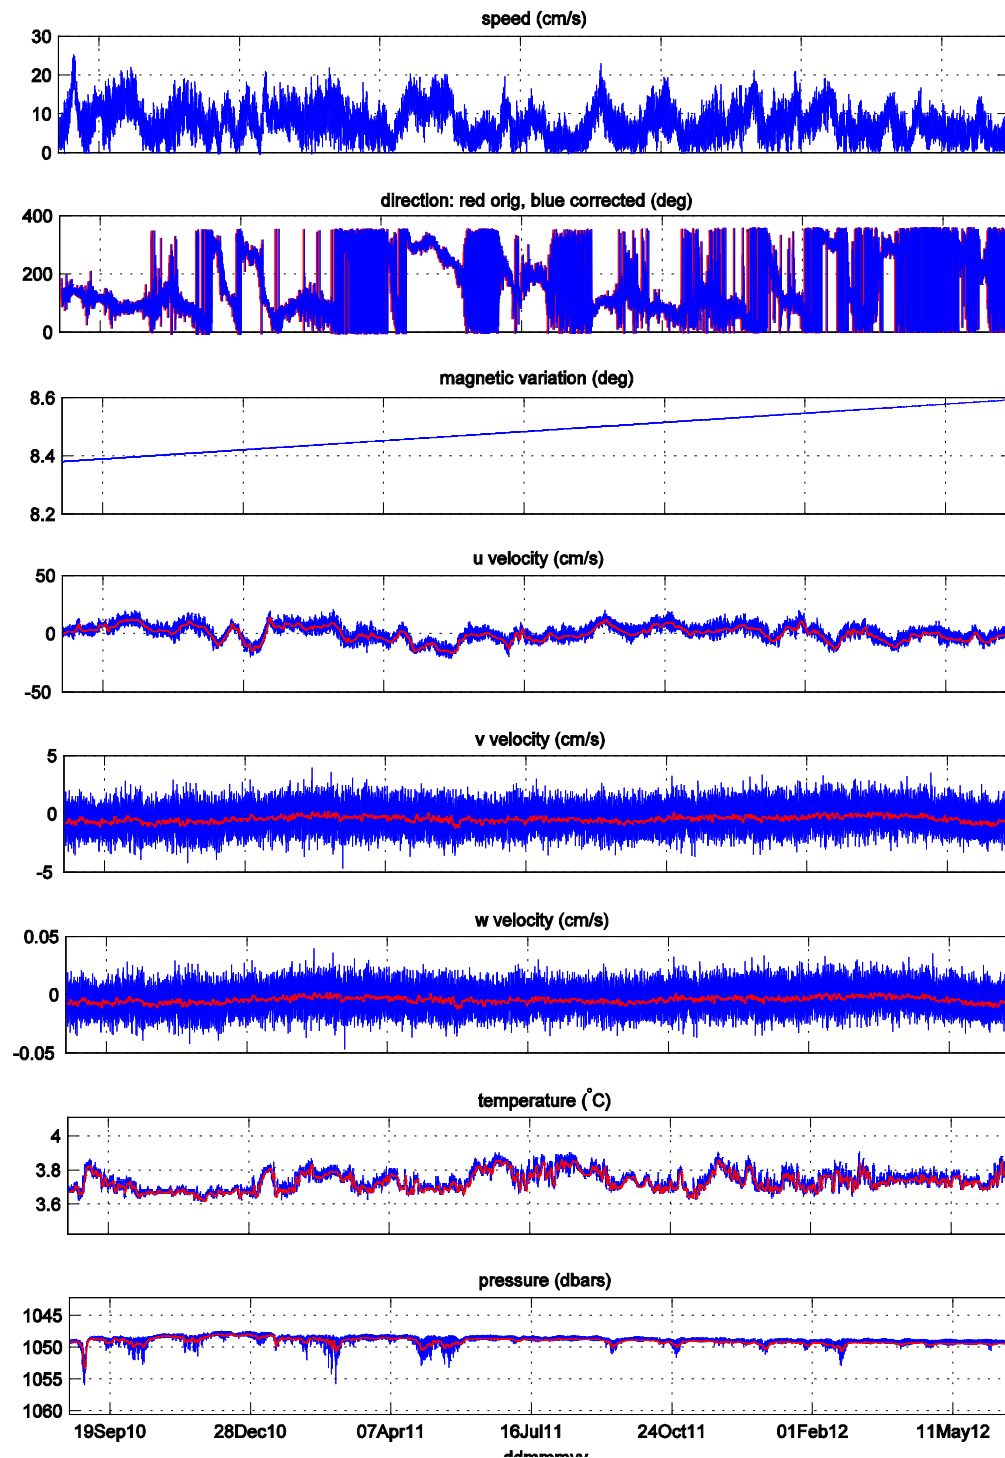 speed (cm/s)
30
20
10
0
direction: red orig, blue corrected (deg)
400
200
0
magnetic variation (deg)
8.6
8.4
8.2
u velocity (cm/s)
50
0
-50
v velocity (cm/s)
5
0
-5
w velocity (cm/s)
0.05
0
-0.05
temperature (°C)
4
3.8
3.6
pressure (dbars)
1045
1050
1055
1060
19Sep10 28Dec10 07Apr11 16Jul11 24Oct11 01Feb12 11May12
ddmmmyy